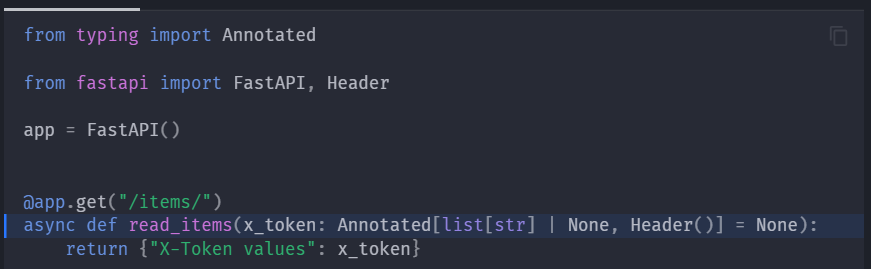 from typing import Annotated
from fastapi import FastAPI, Header
app = FastAPI()
@app.get("/items/")
async def read_items(x_token: Annotated[list[str] | None, Header()] = None):
    return {"X-Token values": x_token}